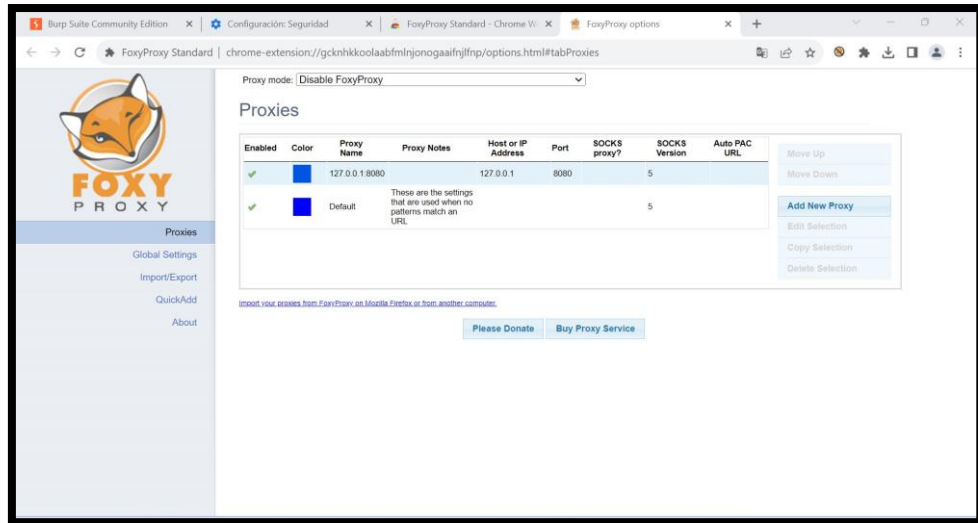 Burp Suite Community Edition
Configuración: Seguridad
FoxyProxy Standard - Chrome W
FoxyProxy options
FoxyProxy Standard | chrome-extension://gcknhkkoolaabfmlnjonogaaifnjlfnp/options.html#tabProxies
Proxy mode: Disable FoxyProxy
Proxies
Enabled Color Proxy Name Proxy Notes Host or IP Address Port SOCKS proxy? SOCKS Version Auto PAC URL
127.0.0.1:8080 127.0.0.1 8080 5
Default These are the settings that are used when no patterns match an URL 5
Move Up
Move Down
Add New Proxy
Edit Selection
Copy Selection
Delete Selection
Import your proxies from FoxyProxy on Mozilla Firefox or from another computer.
Please Donate Buy Proxy Service
FOXY
PROXY
Proxies
Global Settings
Import/Export
QuickAdd
About